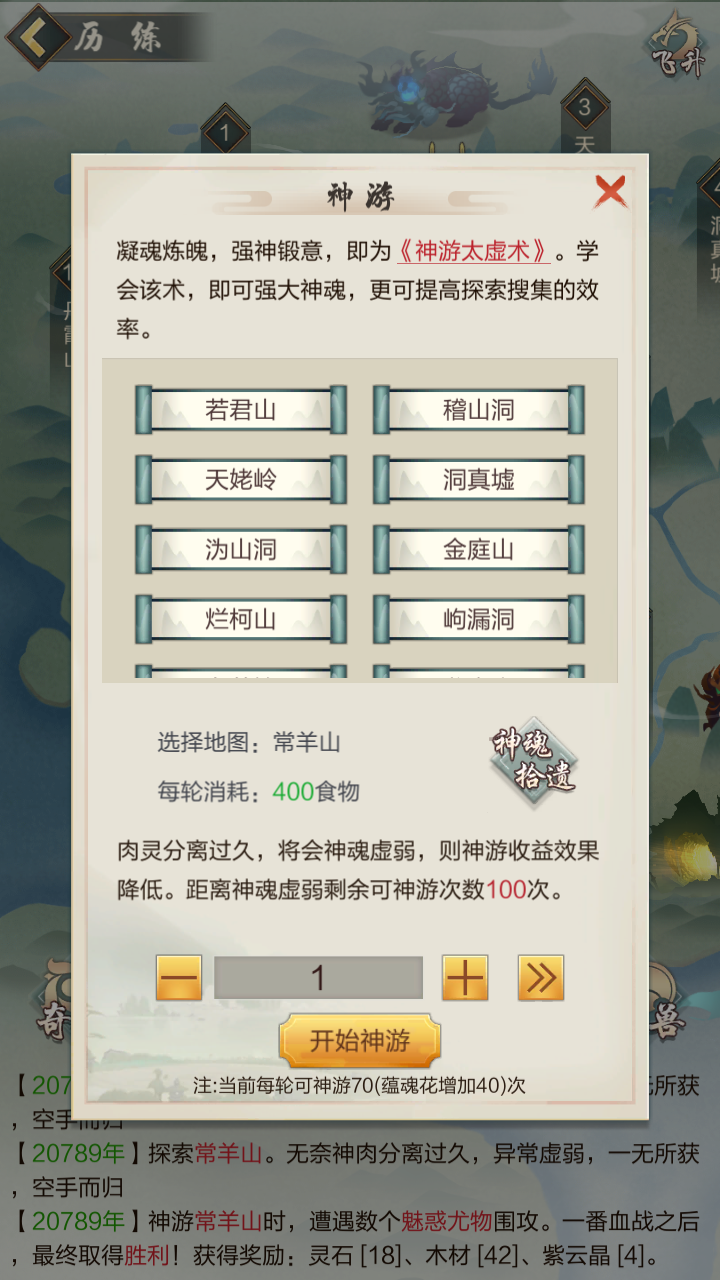 历练
飞升
1
3
天
神游
凝魂炼魄，强神锻意，即为《神游太虚术》。学
会该术，即可强大神魂，更可提高探索搜集的效
率。
若君山
稽山洞
天姥岭
洞真墟
沩山洞
金庭山
烂柯山
岣漏洞
选择地图：常羊山
每轮消耗：400食物
神魂
拾遗
肉灵分离过久，将会神魂虚弱，则神游收益效果
降低。距离神魂虚弱剩余可神游次数100次。
1
奇
兽
开始神游
注:当前每轮可神游70(蕴魂花增加40)次
【207
无所获
，空手而归
【20789年】探索常羊山。无奈神肉分离过久，异常虚弱，一无所获
，空手而归
【20789年】神游常羊山时，遭遇数个魅惑尤物围攻。一番血战之后
，最终取得胜利！获得奖励：灵石 [18]、木材 [42]、紫云晶 [4]。